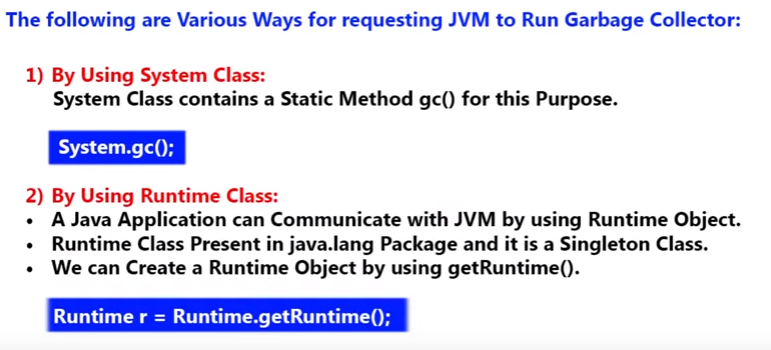 The following are Various Ways for requesting JVM to Run Garbage Collector:
1) By Using System Class:
System Class contains a Static Method gc() for this Purpose.
System.gc();
2) By Using Runtime Class:
• A Java Application can Communicate with JVM by using Runtime Object.
• Runtime Class Present in java.lang Package and it is a Singleton Class.
• We can Create a Runtime Object by using getRuntime().
Runtime r = Runtime.getRuntime();